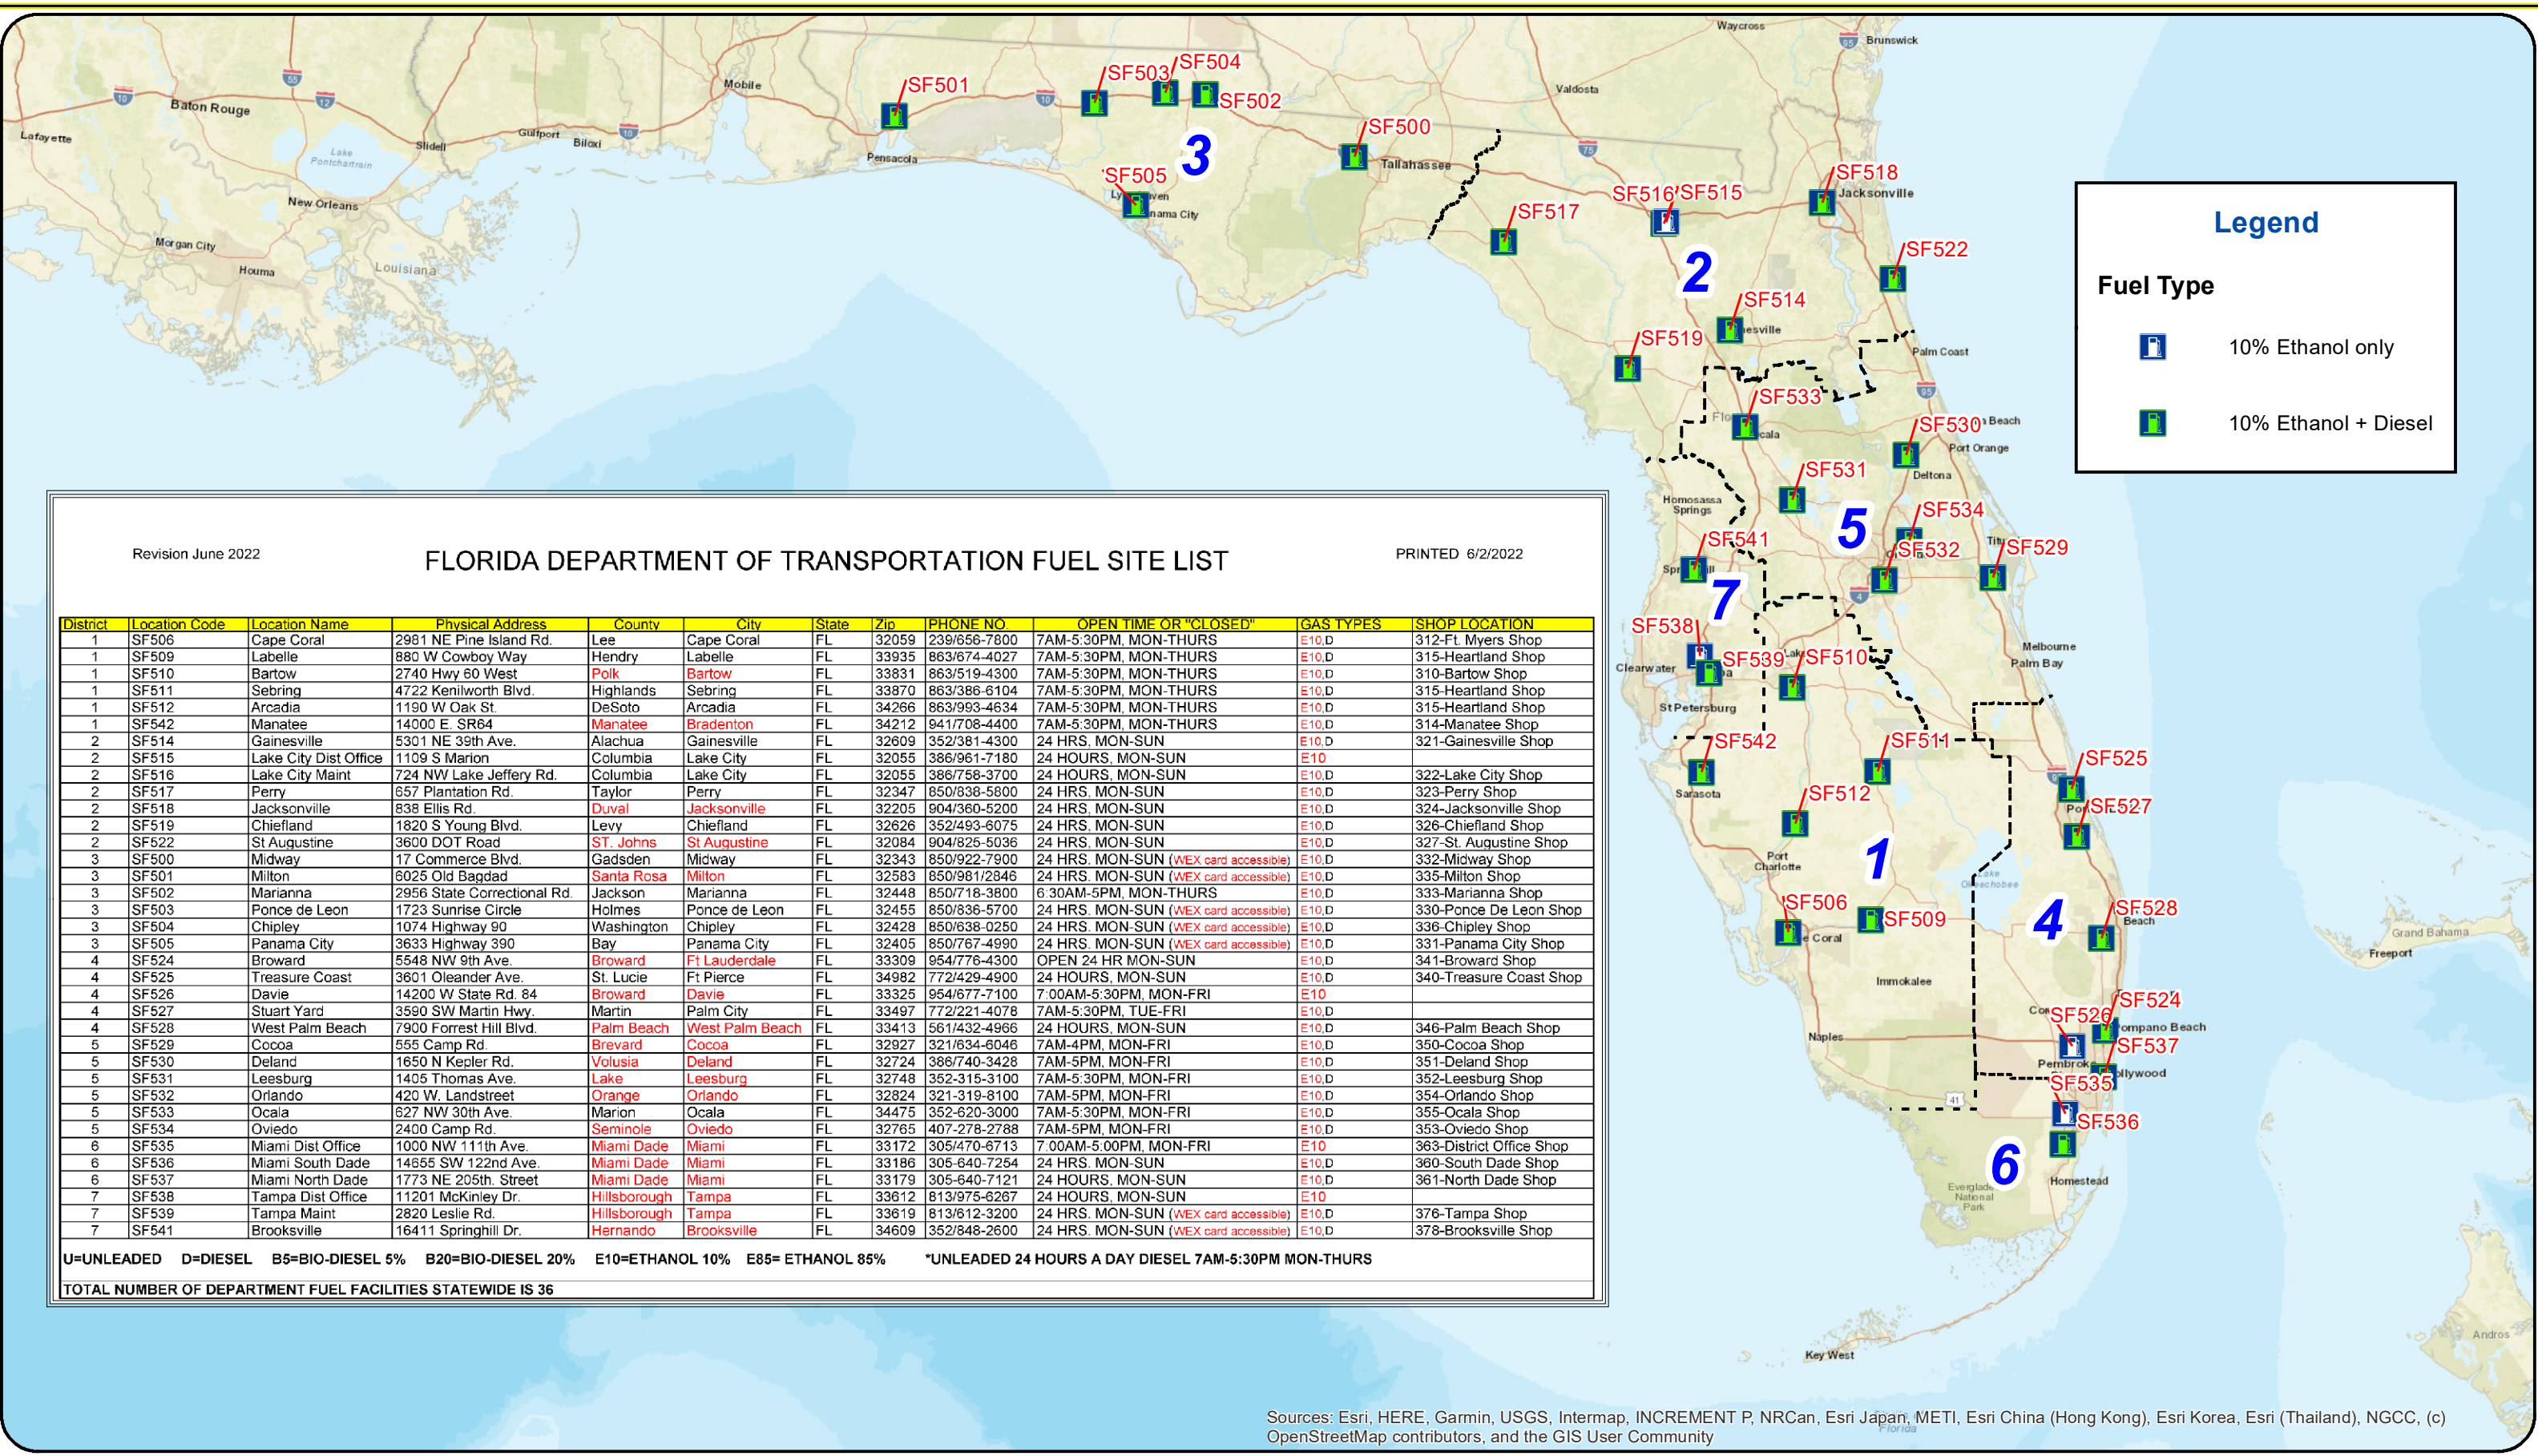 Waycross
Brunswick
Valdosta
Mobile
Baton Rouge
Lafayette
Gulfport
Biloxi
Slidell
Lake
Pontchartrain
Pensacola
New Orleans
Morgan City
Houma
Louisiana
Tallahassee
Jacksonville
Palm Coast
Port Orange
Deltona
Homosassa
Springs
Clearwater
St Petersburg
Melbourne
Palm Bay
Sarasota
Port
Charlotte
Immokalee
Naples
Beach
Pompano Beach
Homestead
National
Park
Key West
Grand Bahama
Freeport
Andros
10
55
12
10
10
75
95
95
4
41
SF501
SF503
SF504
SF502
SF500
SF505
SF517
SF516
SF515
SF518
SF522
SF514
SF519
SF533
SF530
SF531
SF534
SF532
SF529
SF541
SF538
SF539
SF510
SF542
SF511
SF512
SF525
SF527
SF506
SF509
SF528
SF524
SF526
SF537
SF535
SF536
3
2
5
7
1
4
6
Legend
Fuel Type
10% Ethanol only
10% Ethanol + Diesel
Revision June 2022
FLORIDA DEPARTMENT OF TRANSPORTATION FUEL SITE LIST
PRINTED 6/2/2022
District Location Code Location Name Physical Address County City State Zip PHONE NO. OPEN TIME OR "CLOSED" GAS TYPES SHOP LOCATION
1 SF506 Cape Coral 2981 NE Pine Island Rd. Lee Cape Coral FL 32059 239/656-7800 7AM-5:30PM, MON-THURS E10,D 312-Ft. Myers Shop
1 SF509 Labelle 880 W Cowboy Way Hendry Labelle FL 33935 863/674-4027 7AM-5:30PM, MON-THURS E10,D 315-Heartland Shop
1 SF510 Bartow 2740 Hwy 60 West Polk Bartow FL 33831 863/519-4300 7AM-5:30PM, MON-THURS E10,D 310-Bartow Shop
1 SF511 Sebring 4722 Kenilworth Blvd. Highlands Sebring FL 33870 863/386-6104 7AM-5:30PM, MON-THURS E10,D 315-Heartland Shop
1 SF512 Arcadia 1190 W Oak St. DeSoto Arcadia FL 34266 863/993-4634 7AM-5:30PM, MON-THURS E10,D 315-Heartland Shop
1 SF542 Manatee 14000 E. SR64 Manatee Bradenton FL 34212 941/708-4400 7AM-5:30PM, MON-THURS E10,D 314-Manatee Shop
2 SF514 Gainesville 5301 NE 39th Ave. Alachua Gainesville FL 32609 352/381-4300 24 HRS, MON-SUN E10,D 321-Gainesville Shop
2 SF515 Lake City Dist Office 1109 S Marion Columbia Lake City FL 32055 386/961-7180 24 HOURS, MON-SUN E10
2 SF516 Lake City Maint 724 NW Lake Jeffery Rd. Columbia Lake City FL 32055 386/758-3700 24 HOURS, MON-SUN E10,D 322-Lake City Shop
2 SF517 Perry 657 Plantation Rd. Taylor Perry FL 32347 850/838-5800 24 HRS. MON-SUN E10,D 323-Perry Shop
2 SF518 Jacksonville 838 Ellis Rd. Duval Jacksonville FL 32205 904/360-5200 24 HRS, MON-SUN E10,D 324-Jacksonville Shop
2 SF519 Chiefland 1820 S Young Blvd. Levy Chiefland FL 32626 352/493-6075 24 HRS. MON-SUN E10,D 326-Chiefland Shop
2 SF522 St Augustine 3600 DOT Road ST. Johns St Augustine FL 32084 904/825-5036 24 HRS, MON-SUN E10,D 327-St. Augustine Shop
3 SF500 Midway 17 Commerce Blvd. Gadsden Midway FL 32343 850/922-7900 24 HRS. MON-SUN (WEX card accessible) E10,D 332-Midway Shop
3 SF501 Milton 6025 Old Bagdad Santa Rosa Milton FL 32583 850/981/2846 24 HRS. MON-SUN (WEX card accessible) E10,D 335-Milton Shop
3 SF502 Marianna 2956 State Correctional Rd. Jackson Marianna FL 32448 850/718-3800 6:30AM-5PM, MON-THURS E10,D 333-Marianna Shop
3 SF503 Ponce de Leon 1723 Sunrise Circle Holmes Ponce de Leon FL 32455 850/836-5700 24 HRS. MON-SUN (WEX card accessible) E10,D 330-Ponce De Leon Shop
3 SF504 Chipley 1074 Highway 90 Washington Chipley FL 32428 850/638-0250 24 HRS. MON-SUN (WEX card accessible) E10,D 336-Chipley Shop
3 SF505 Panama City 3633 Highway 390 Bay Panama City FL 32405 850/767-4990 24 HRS. MON-SUN (WEX card accessible) E10,D 331-Panama City Shop
4 SF524 Broward 5548 NW 9th Ave. Broward Ft Lauderdale FL 33309 954/776-4300 OPEN 24 HR MON-SUN E10,D 341-Broward Shop
4 SF525 Treasure Coast 3601 Oleander Ave. St. Lucie Ft Pierce FL 34982 772/429-4900 24 HOURS, MON-SUN E10,D 340-Treasure Coast Shop
4 SF526 Davie 14200 W State Rd. 84 Broward Davie FL 33325 954/677-7100 7:00AM-5:30PM, MON-FRI E10
4 SF527 Stuart Yard 3590 SW Martin Hwy. Martin Palm City FL 33497 772/221-4078 7AM-5:30PM, TUE-FRI E10,D
4 SF528 West Palm Beach 7900 Forrest Hill Blvd. Palm Beach West Palm Beach FL 33413 561/432-4966 24 HOURS, MON-SUN E10,D 346-Palm Beach Shop
5 SF529 Cocoa 555 Camp Rd. Brevard Cocoa FL 32927 321/634-6046 7AM-4PM, MON-FRI E10,D 350-Cocoa Shop
5 SF530 Deland 1650 N Kepler Rd. Volusia Deland FL 32724 386/740-3428 7AM-5PM, MON-FRI E10,D 351-Deland Shop
5 SF531 Leesburg 1405 Thomas Ave. Lake Leesburg FL 32748 352-315-3100 7AM-5:30PM, MON-FRI E10,D 352-Leesburg Shop
5 SF532 Orlando 420 W. Landstreet Orange Orlando FL 32824 321-319-8100 7AM-5PM, MON-FRI E10,D 354-Orlando Shop
5 SF533 Ocala 627 NW 30th Ave. Marion Ocala FL 34475 352-620-3000 7AM-5:30PM, MON-FRI E10,D 355-Ocala Shop
5 SF534 Oviedo 2400 Camp Rd. Seminole Oviedo FL 32765 407-278-2788 7AM-5PM, MON-FRI E10,D 353-Oviedo Shop
6 SF535 Miami Dist Office 1000 NW 111th Ave. Miami Dade Miami FL 33172 305/470-6713 7:00AM-5:00PM, MON-FRI E10 363-District Office Shop
6 SF536 Miami South Dade 14655 SW 122nd Ave. Miami Dade Miami FL 33186 305-640-7254 24 HRS. MON-SUN E10,D 360-South Dade Shop
6 SF537 Miami North Dade 1773 NE 205th. Street Miami Dade Miami FL 33179 305-640-7121 24 HOURS, MON-SUN E10,D 361-North Dade Shop
7 SF538 Tampa Dist Office 11201 McKinley Dr. Hillsborough Tampa FL 33612 813/975-6267 24 HOURS, MON-SUN E10
7 SF539 Tampa Maint 2820 Leslie Rd. Hillsborough Tampa FL 33619 813/612-3200 24 HRS. MON-SUN (WEX card accessible) E10,D 376-Tampa Shop
7 SF541 Brooksville 16411 Springhill Dr. Hernando Brooksville FL 34609 352/848-2600 24 HRS. MON-SUN (WEX card accessible) E10,D 378-Brooksville Shop
U=UNLEADED D=DIESEL B5=BIO-DIESEL 5% B20=BIO-DIESEL 20% E10=ETHANOL 10% E85= ETHANOL 85% *UNLEADED 24 HOURS A DAY DIESEL 7AM-5:30PM MON-THURS
TOTAL NUMBER OF DEPARTMENT FUEL FACILITIES STATEWIDE IS 36
Sources: Esri, HERE, Garmin, USGS, Intermap, INCREMENT P, NRCan, Esri Japan, METI, Esri China (Hong Kong), Esri Korea, Esri (Thailand), NGCC, (c)
OpenStreetMap contributors, and the GIS User Community